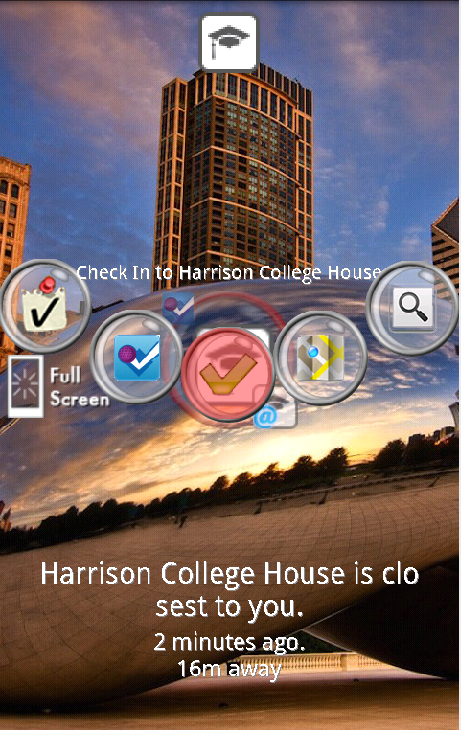 Check In to Harrison College House
Full
Screen
@
Harrison College House is clo
sest to you.
2 minutes ago.
16m away